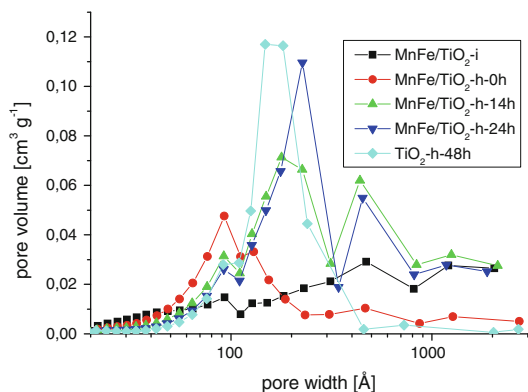 0,12
0,10
0,08
0,06
0,04
0,02
0,00
pore volume [cm³ g⁻¹]
MnFe/TiO₂-i
MnFe/TiO₂-h-0h
MnFe/TiO₂-h-14h
MnFe/TiO₂-h-24h
TiO₂-h-48h
100
1000
pore width [Å]